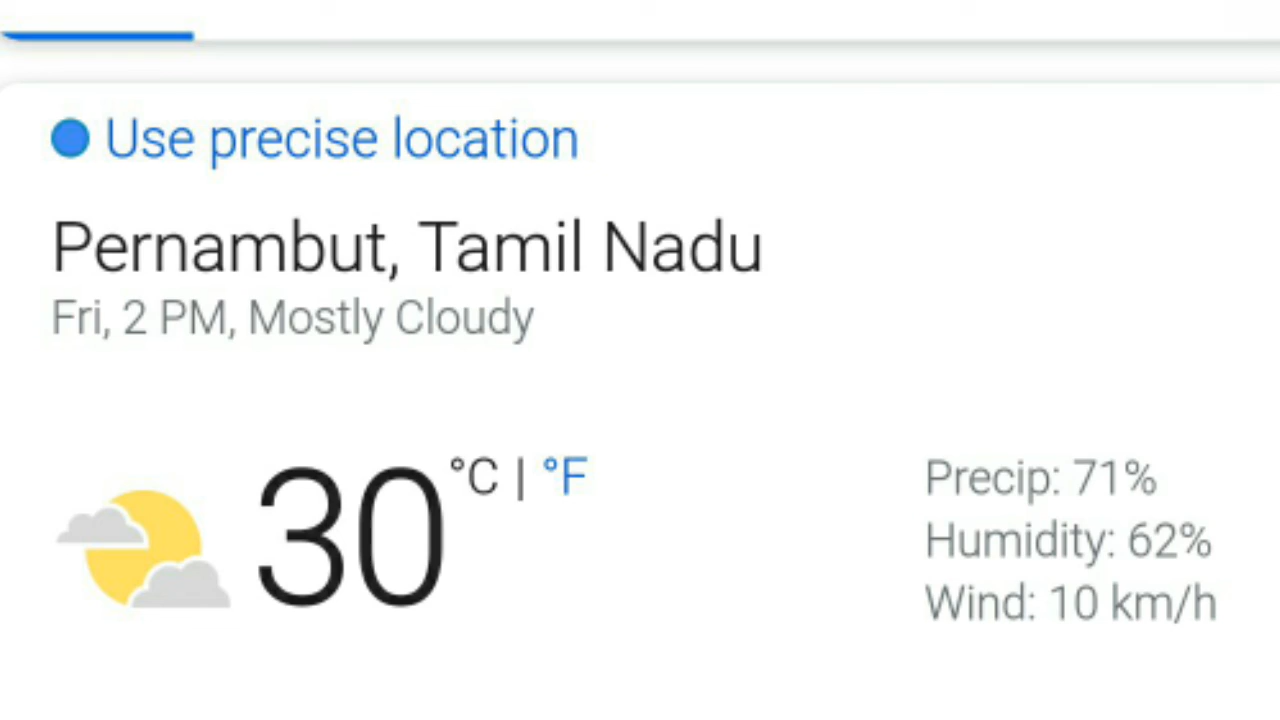 Use precise location
Pernambut, Tamil Nadu
Fri, 2 PM, Mostly Cloudy
30 °C | °F
Precip: 71%
Humidity: 62%
Wind: 10 km/h